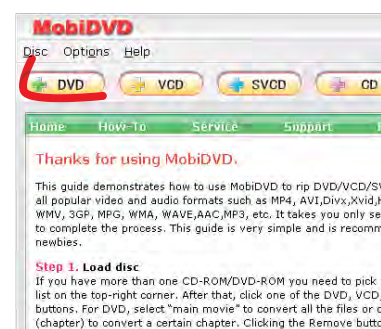 MobiDVD
Disc Options Help
DVD VCD SVCD CD
Home How-To Service Support
Thanks for using MobiDVD.
This guide demonstrates how to use MobiDVD to rip DVD/VCD/SV
all popular video and audio formats such as MP4, AVI,Divx,Xvid,
WMV, 3GP, MPG, WMA, WAVE,AAC,MP3, etc. It takes you only se
to complete the process. This guide is very simple and is recomm
newbies.
Step 1. Load disc
If you have more than one CD-ROM/DVD-ROM you need to pick
list on the top-right corner. After that, click one of the DVD, VCD,
buttons. For DVD, select "main movie" to convert all the files or
(chapter) to convert a certain chapter. Clicking the Remove butto